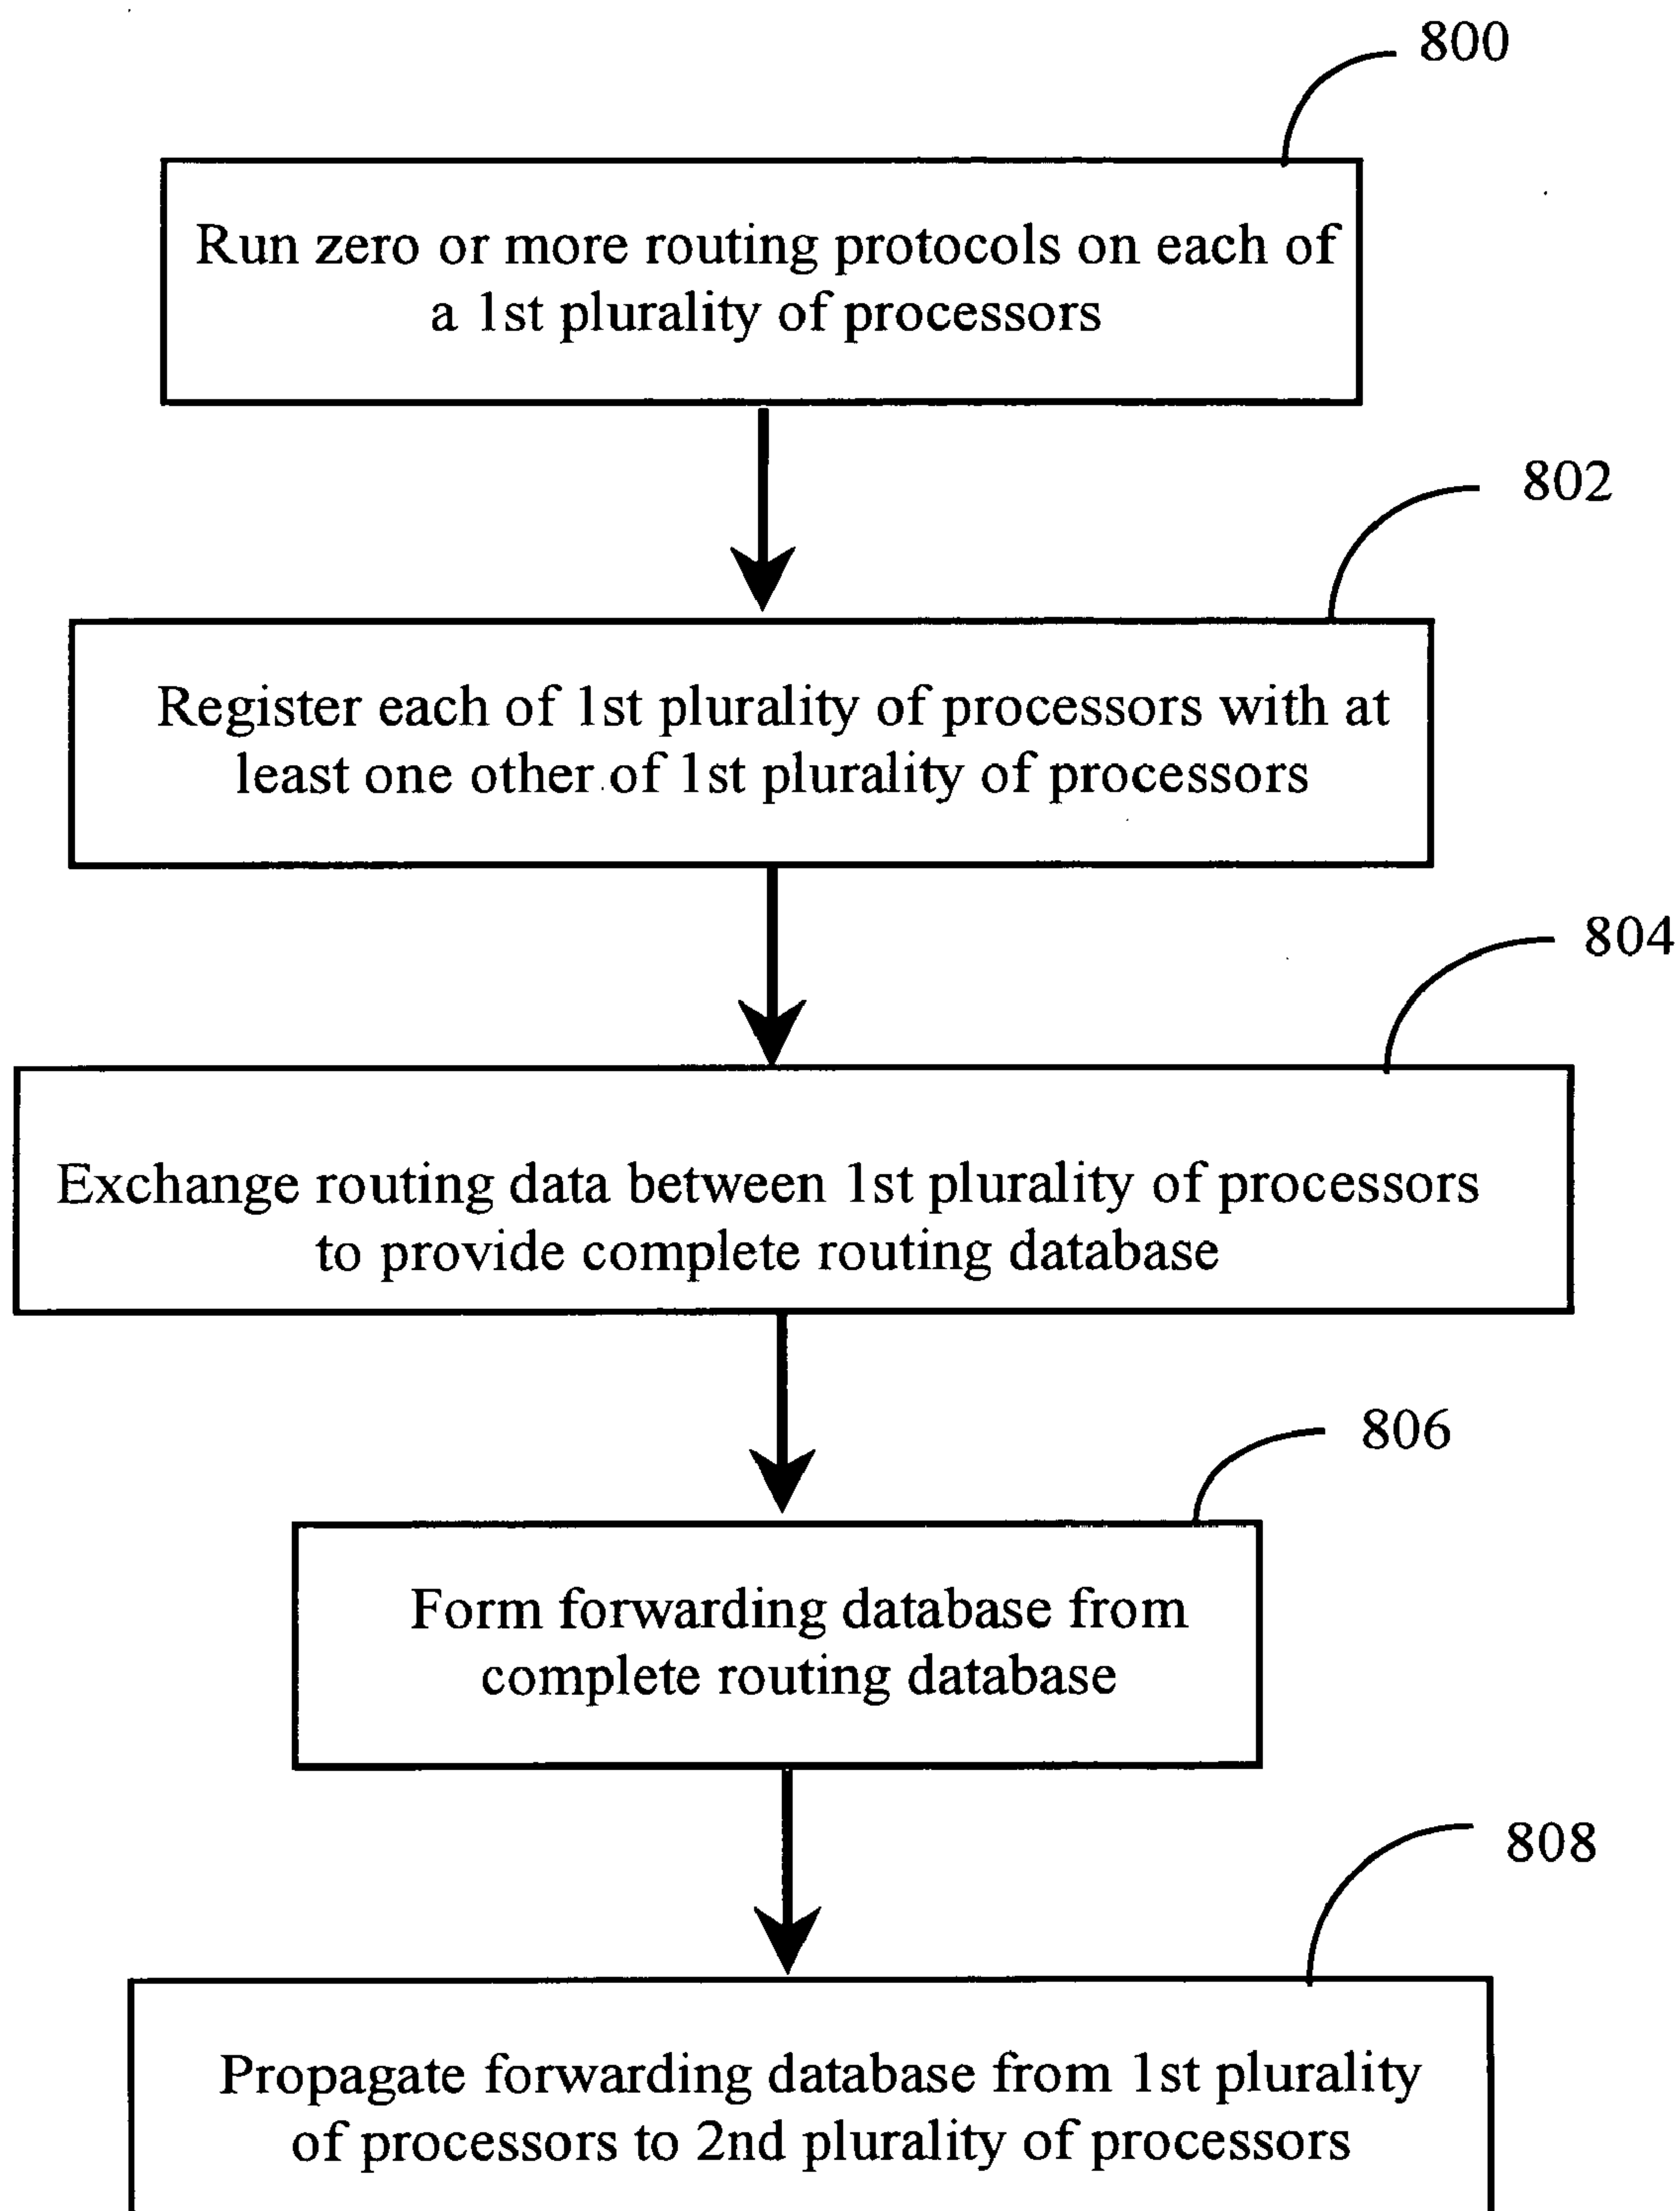 800
Run zero or more routing protocols on each of
a 1st plurality of processors
802
Register each of 1st plurality of processors with at
least one other of 1st plurality of processors
804
Exchange routing data between 1st plurality of processors
to provide complete routing database
806
Form forwarding database from
complete routing database
808
Propagate forwarding database from 1st plurality
of processors to 2nd plurality of processors